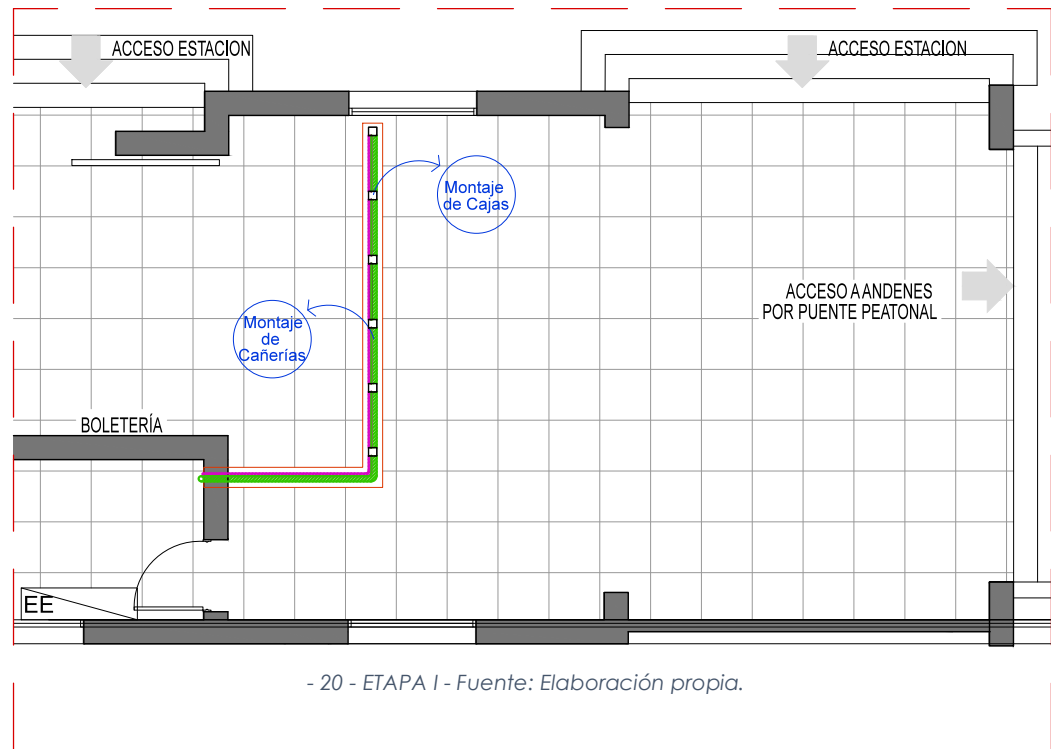 ACCESO ESTACION
ACCESO ESTACION
Montaje
de Cajas
ACCESO A ANDENES
POR PUENTE PEATONAL
Montaje
de
Cañerías
BOLETERÍA
EE
- 20 - ETAPA I - Fuente: Elaboración propia.